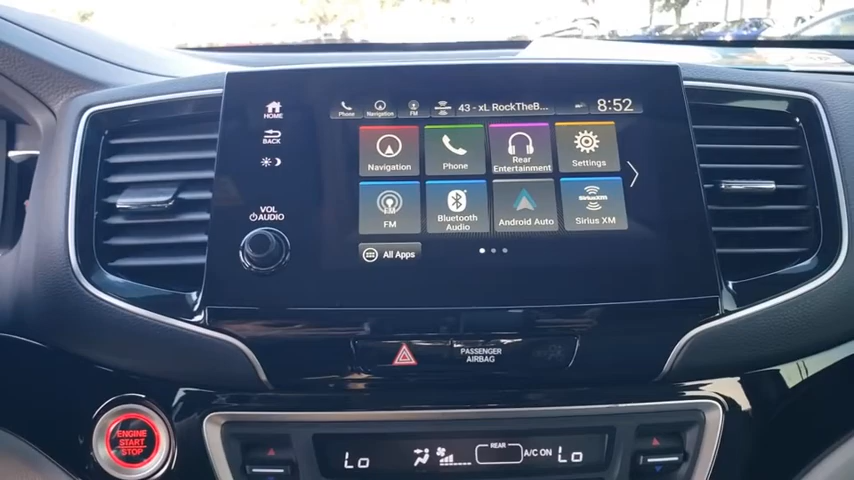 HOME
BACK
VOL
AUDIO
Phone
Navigation
FM
43 - xL RockTheB...
8:52
Navigation
Phone
Rear
Entertainment
Settings
FM
Bluetooth
Audio
Android Auto
SiriusXM
Sirius XM
All Apps
PASSENGER
AIRBAG
ENGINE
START
STOP
Lo
REAR
A/C ON
Lo